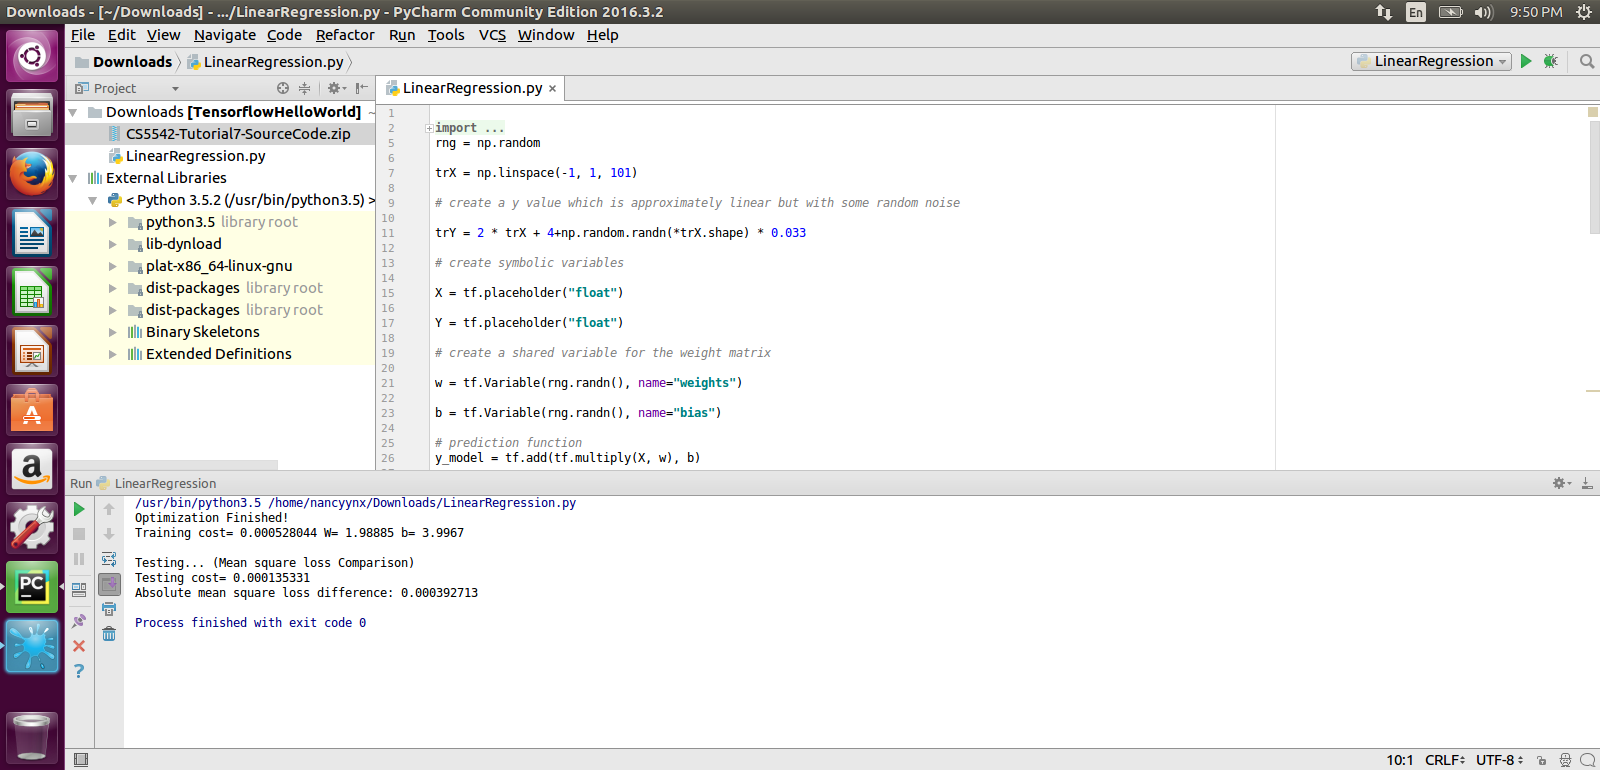 Downloads - [~/Downloads] - .../LinearRegression.py - PyCharm Community Edition 2016.3.2
En
9:50 PM
File Edit View Navigate Code Refactor Run Tools VCS Window Help
Downloads
LinearRegression.py
LinearRegression
Project
LinearRegression.py ×
Downloads [TensorflowHelloWorld] ~
CS5542-Tutorial7-SourceCode.zip
LinearRegression.py
External Libraries
< Python 3.5.2 (/usr/bin/python3.5) >
python3.5 library root
lib-dynload
plat-x86_64-linux-gnu
dist-packages library root
dist-packages library root
Binary Skeletons
Extended Definitions
1
2 import ...
5 rng = np.random
6
7 trX = np.linspace(-1, 1, 101)
8
9 # create a y value which is approximately linear but with some random noise
10
11 trY = 2 * trX + 4+np.random.randn(*trX.shape) * 0.033
12
13 # create symbolic variables
14
15 X = tf.placeholder("float")
16
17 Y = tf.placeholder("float")
18
19 # create a shared variable for the weight matrix
20
21 w = tf.Variable(rng.randn(), name="weights")
22
23 b = tf.Variable(rng.randn(), name="bias")
24
25 # prediction function
26 y_model = tf.add(tf.multiply(X, w), b)
Run LinearRegression
/usr/bin/python3.5 /home/nancyynx/Downloads/LinearRegression.py
Optimization Finished!
Training cost= 0.000528044 W= 1.98885 b= 3.9967
Testing... (Mean square loss Comparison)
Testing cost= 0.000135331
Absolute mean square loss difference: 0.000392713
Process finished with exit code 0
PC
a
?
10:1 CRLF UTF-8